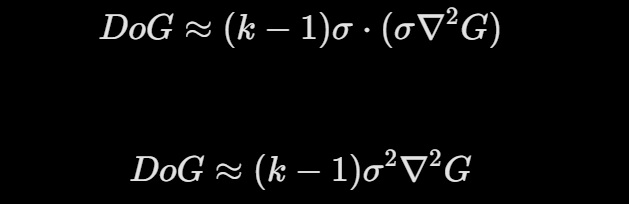 DoG ≈ (k − 1)σ · (σ∇²G)
DoG ≈ (k − 1)σ²∇²G